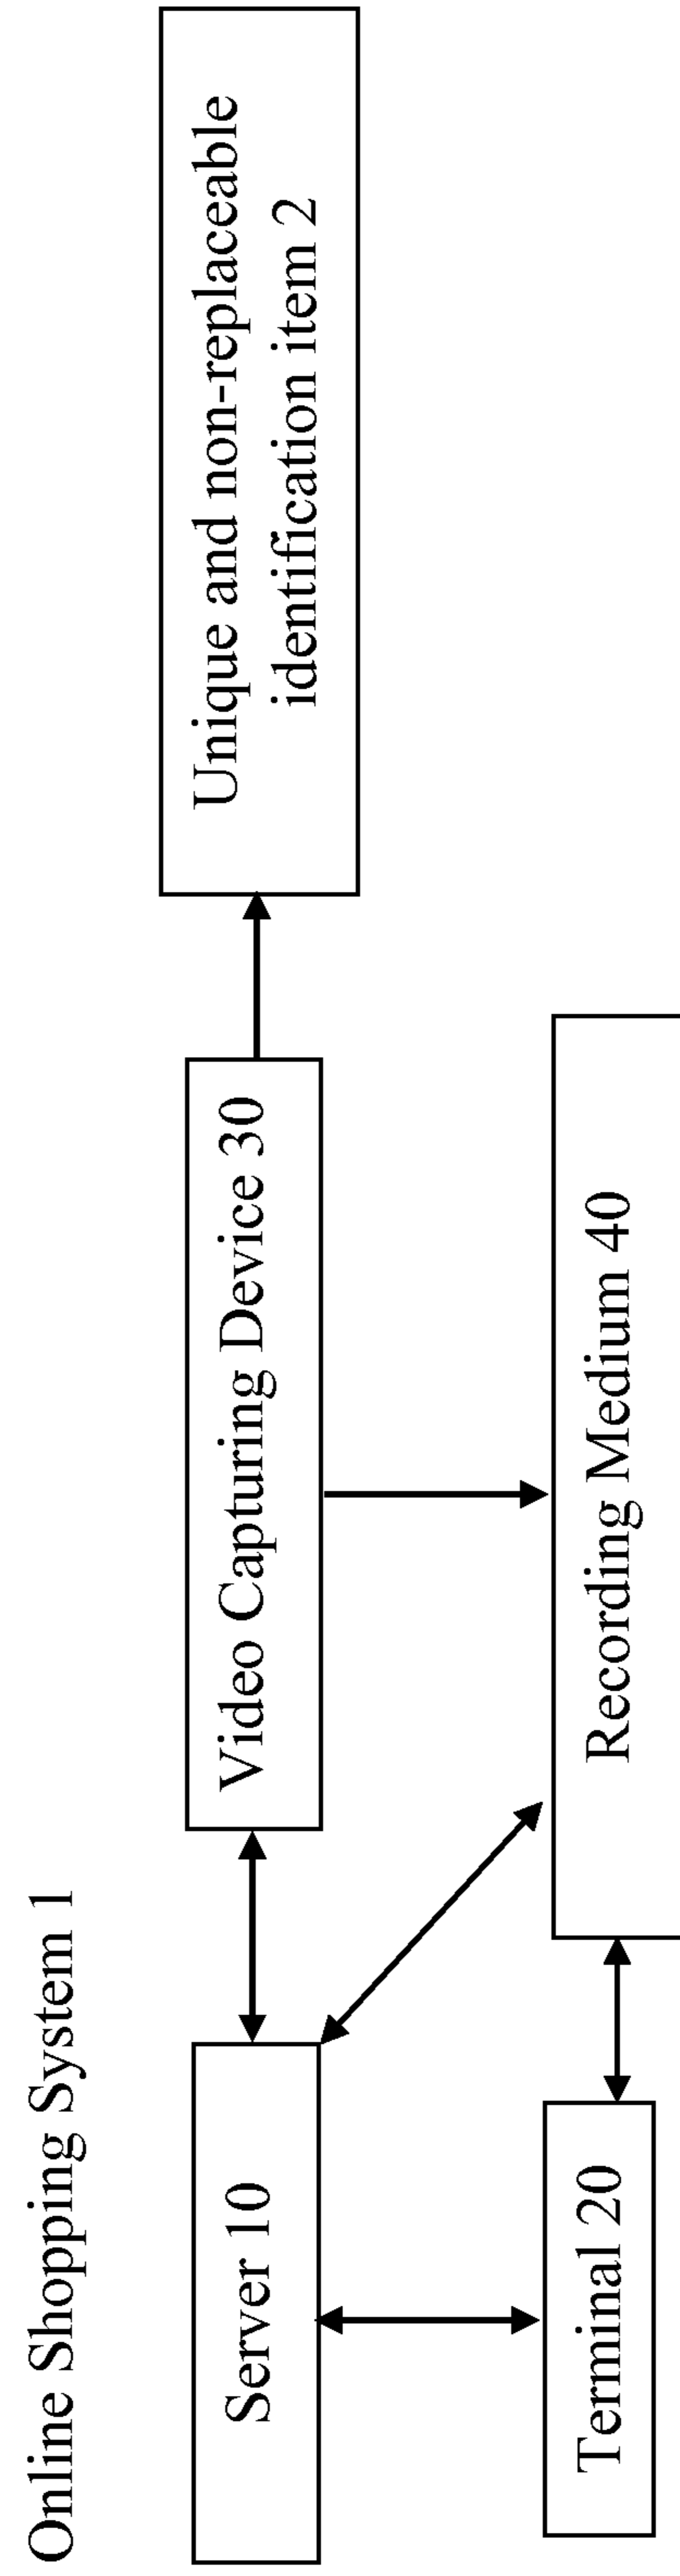 Online Shopping System 1
Server 10
Video Capturing Device 30
Unique and non-replaceable
identification item 2
Terminal 20
Recording Medium 40